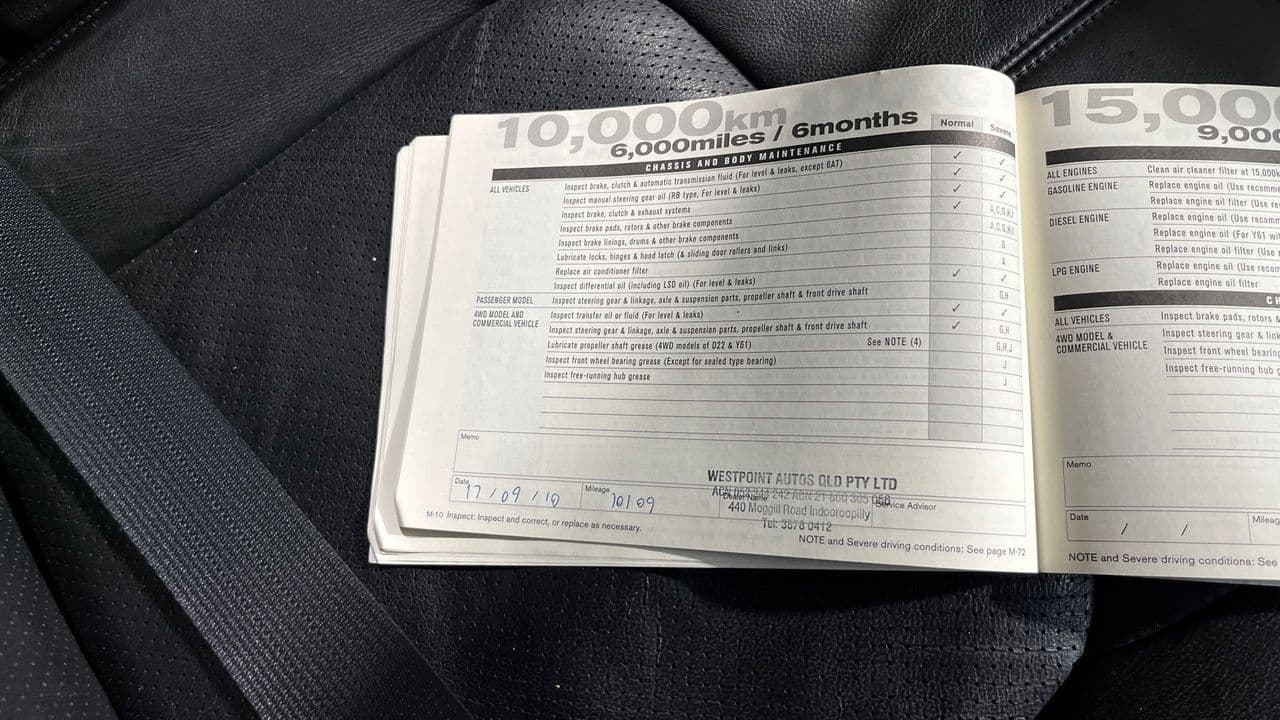 10,000km
6,000miles / 6months
Normal
Severe
CHASSIS AND BODY MAINTENANCE
ALL VEHICLES
Inspect brake, clutch & automatic transmission fluid (For level & leaks, except 8AT) ✓ ✓
Inspect manual steering gear oil (RB type, For level & leaks) ✓ ✓
Inspect brake, clutch & exhaust systems ✓ ✓
Inspect brake pads, rotors & other brake components ✓ A,C,G,H,I
Inspect brake linings, drums & other brake components A,C,G,H,I
Lubricate locks, hinges & hood latch (& sliding door rollers and links) G
Replace air conditioner filter A
Inspect differential oil (including LSD oil) (For level & leaks) ✓ ✓
PASSENGER MODEL
Inspect steering gear & linkage, axle & suspension parts, propeller shaft & front drive shaft G,H
4WD MODEL AND
COMMERCIAL VEHICLE
Inspect transfer oil or fluid (For level & leaks) ✓ ✓
Inspect steering gear & linkage, axle & suspension parts, propeller shaft & front drive shaft ✓ G,H
Lubricate propeller shaft grease (4WD models of D22 & Y61) See NOTE (4) G,H,J
Inspect front wheel bearing grease (Except for sealed type bearing) J
Inspect free-running hub grease J
Memo
Date 17/09/10
Mileage 10109
Dealer Name
Service Advisor
WESTPOINT AUTOS QLD PTY LTD
440 Moggill Road Indooroopilly
Tel: 3878 0412
M-10 Inspect: Inspect and correct, or replace as necessary.
NOTE and Severe driving conditions: See page M-72
15,00
9,000
ALL ENGINES
Clean air cleaner filter at 15,000k
GASOLINE ENGINE
Replace engine oil (Use recomm
Replace engine oil filter (Use re
DIESEL ENGINE
Replace engine oil (Use recomm
Replace engine oil (For Y61 wit
Replace engine oil filter (Use
LPG ENGINE
Replace engine oil (Use recom
Replace engine oil filter
CH
ALL VEHICLES
Inspect brake pads, rotors &
4WD MODEL &
COMMERCIAL VEHICLE
Inspect steering gear & link
Inspect front wheel bearing
Inspect free-running hub g
Memo
Date / /
Mileag
NOTE and Severe driving conditions: See